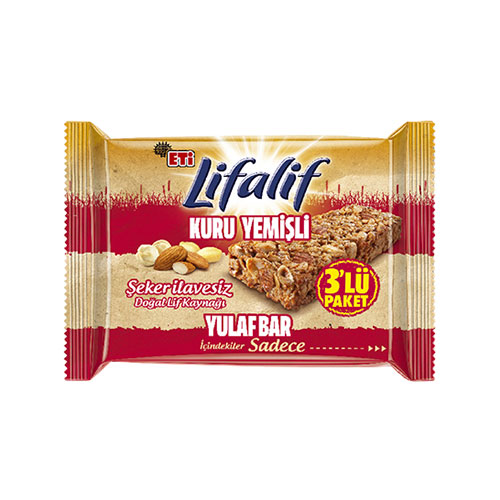 ETİ
Lifalif
KURU YEMİŞLİ
Şeker ilavesiz
Doğal Lif Kaynağı
3'LÜ
PAKET
YULAF BAR
İçindekiler Sadece